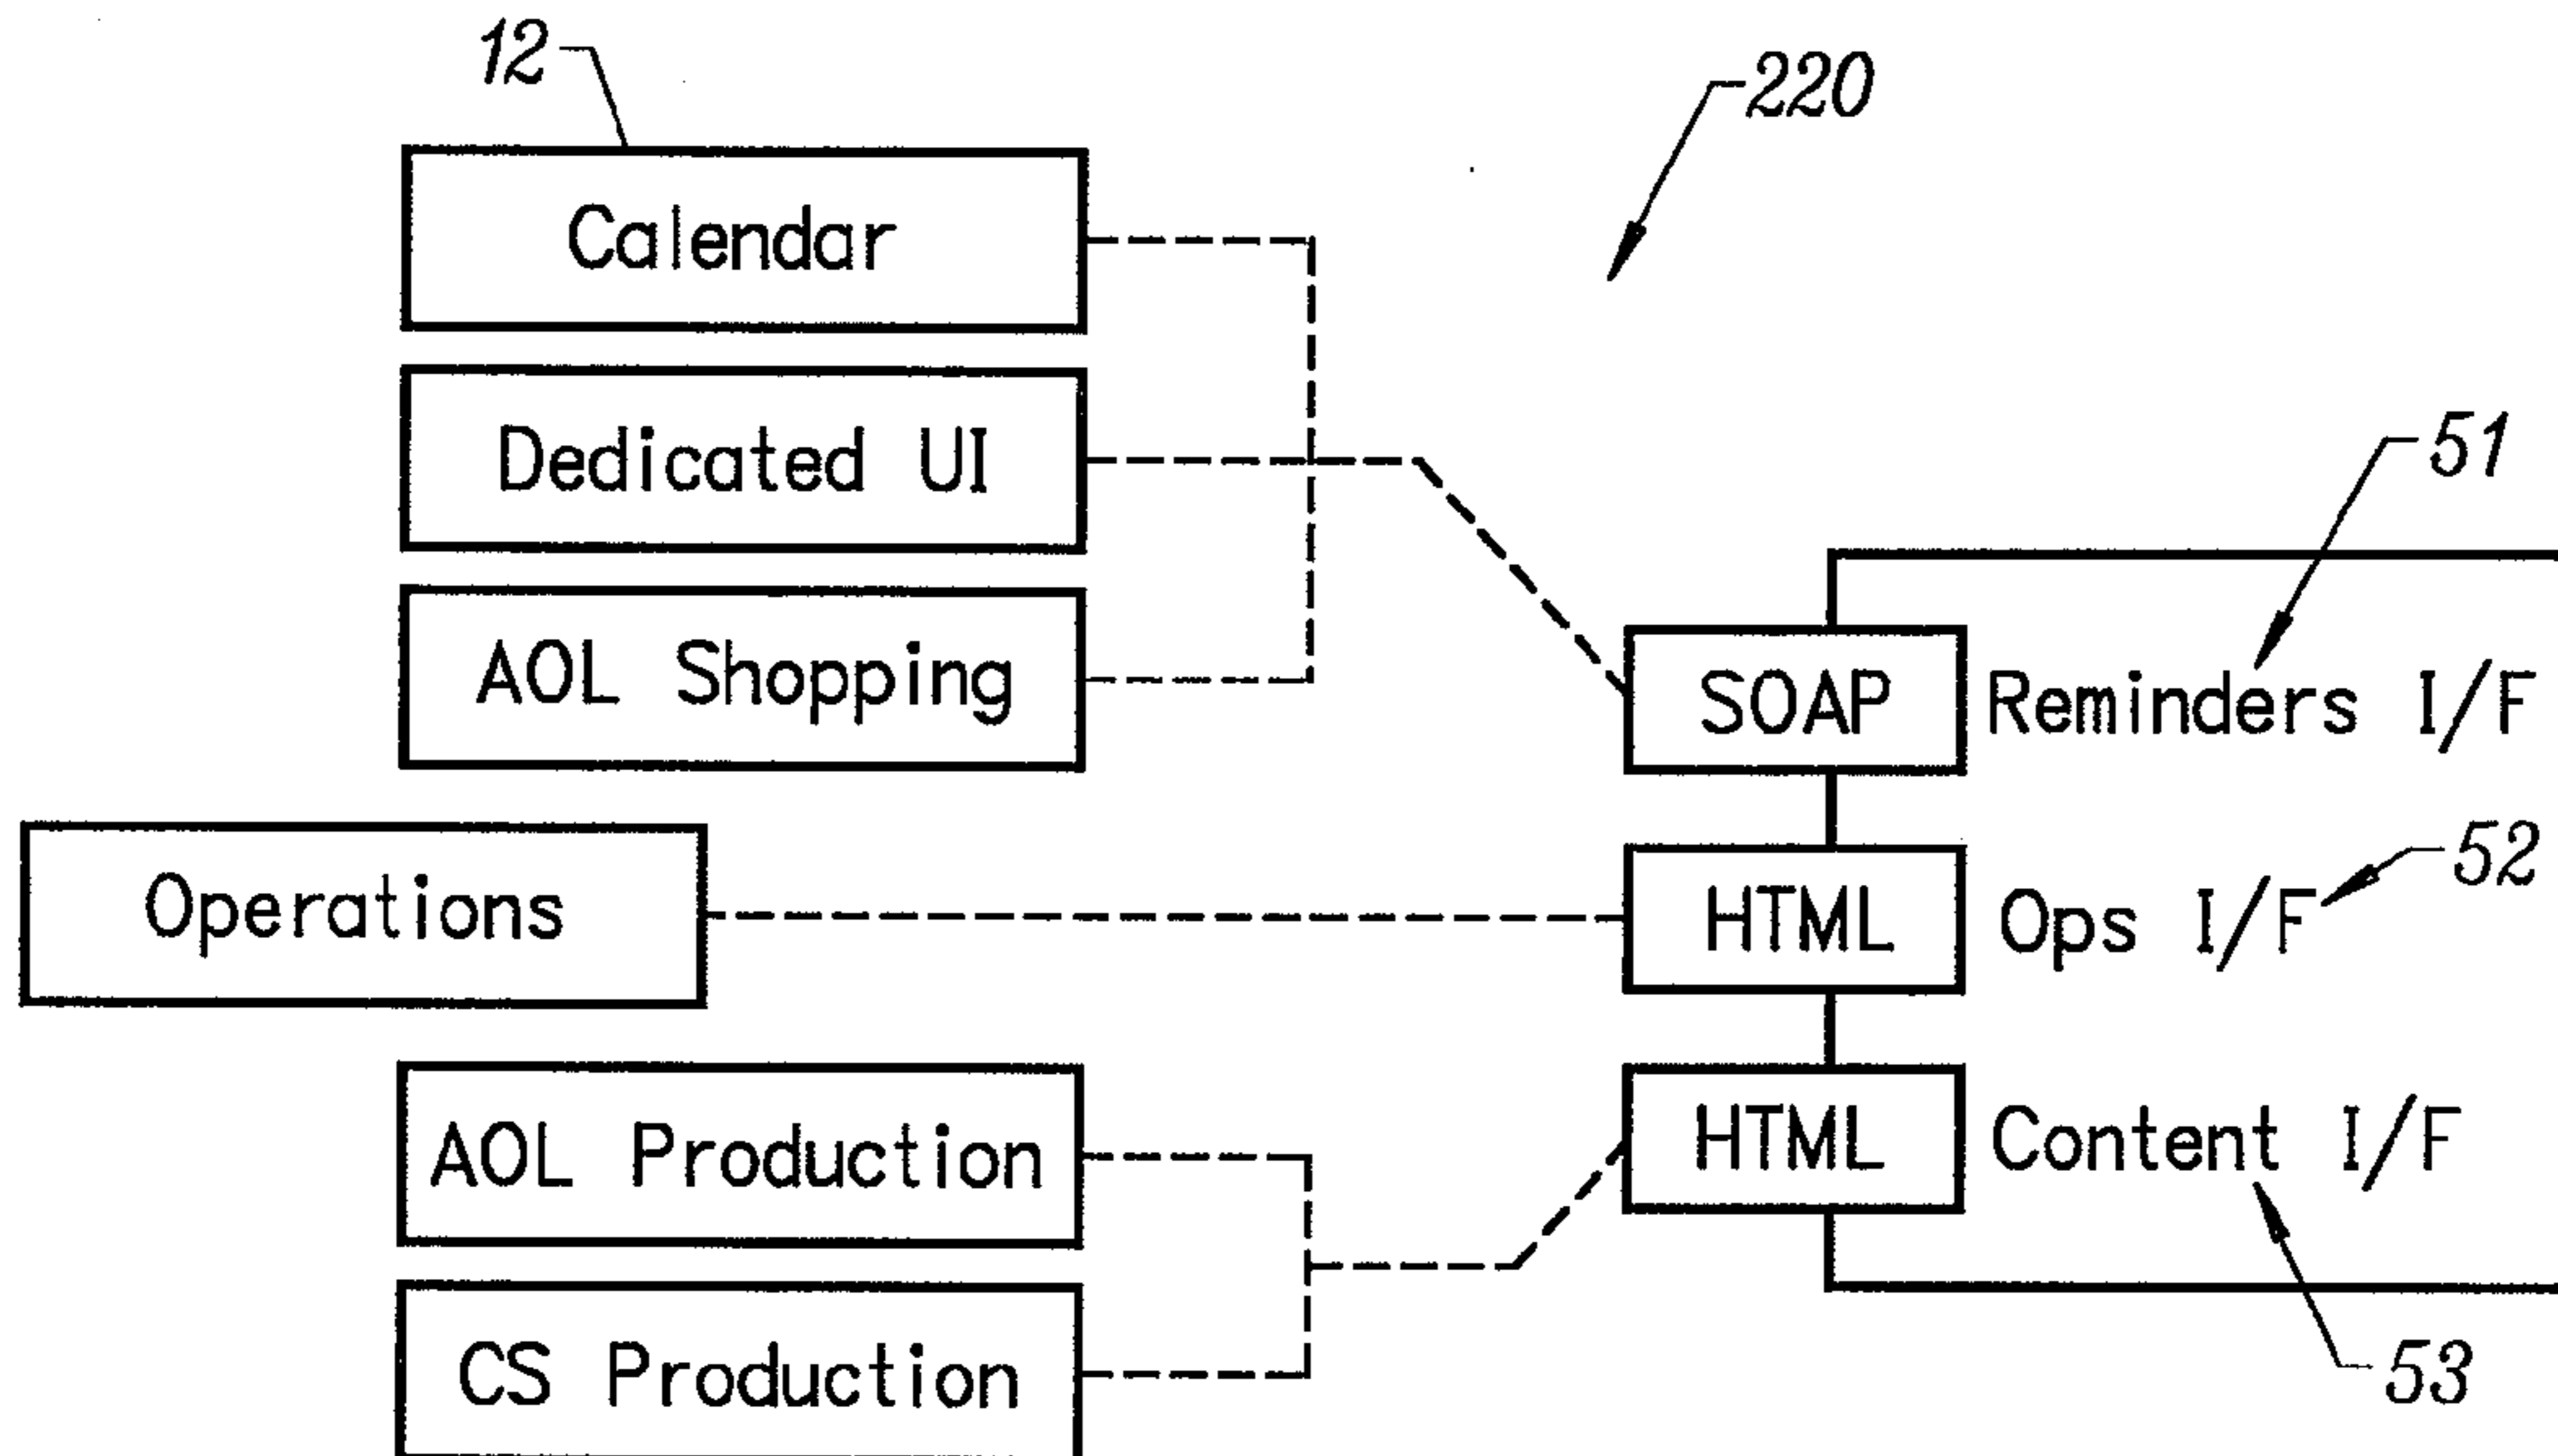 12
220
Calendar
Dedicated UI
51
AOL Shopping
SOAP Reminders I/F
Operations
HTML Ops I/F 52
AOL Production
HTML Content I/F
CS Production
53